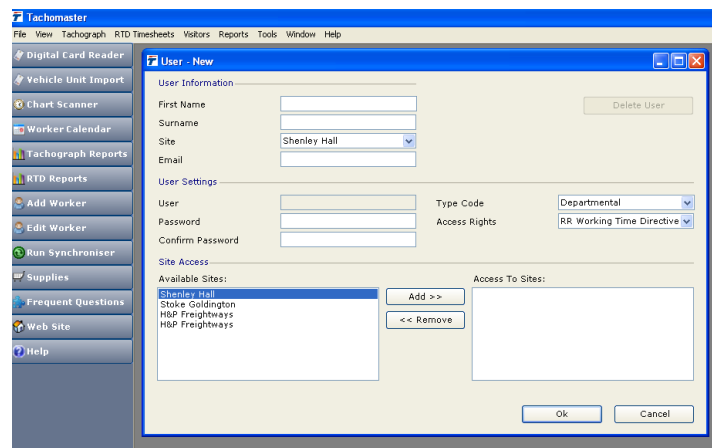 Tachomaster
File View Tachograph RTD Timesheets Visitors Reports Tools Window Help
Digital Card Reader
Vehicle Unit Import
Chart Scanner
Worker Calendar
Tachograph Reports
RTD Reports
Add Worker
Edit Worker
Run Synchroniser
Supplies
Frequent Questions
Web Site
Help
User - New
User Information
First Name
Delete User
Surname
Site Shenley Hall
Email
User Settings
User Type Code Departmental
Password Access Rights RR Working Time Directive
Confirm Password
Site Access
Available Sites: Access To Sites:
Shenley Hall
Stoke Goldington
H&P Freightways
H&P Freightways
Add >>
<< Remove
Ok Cancel